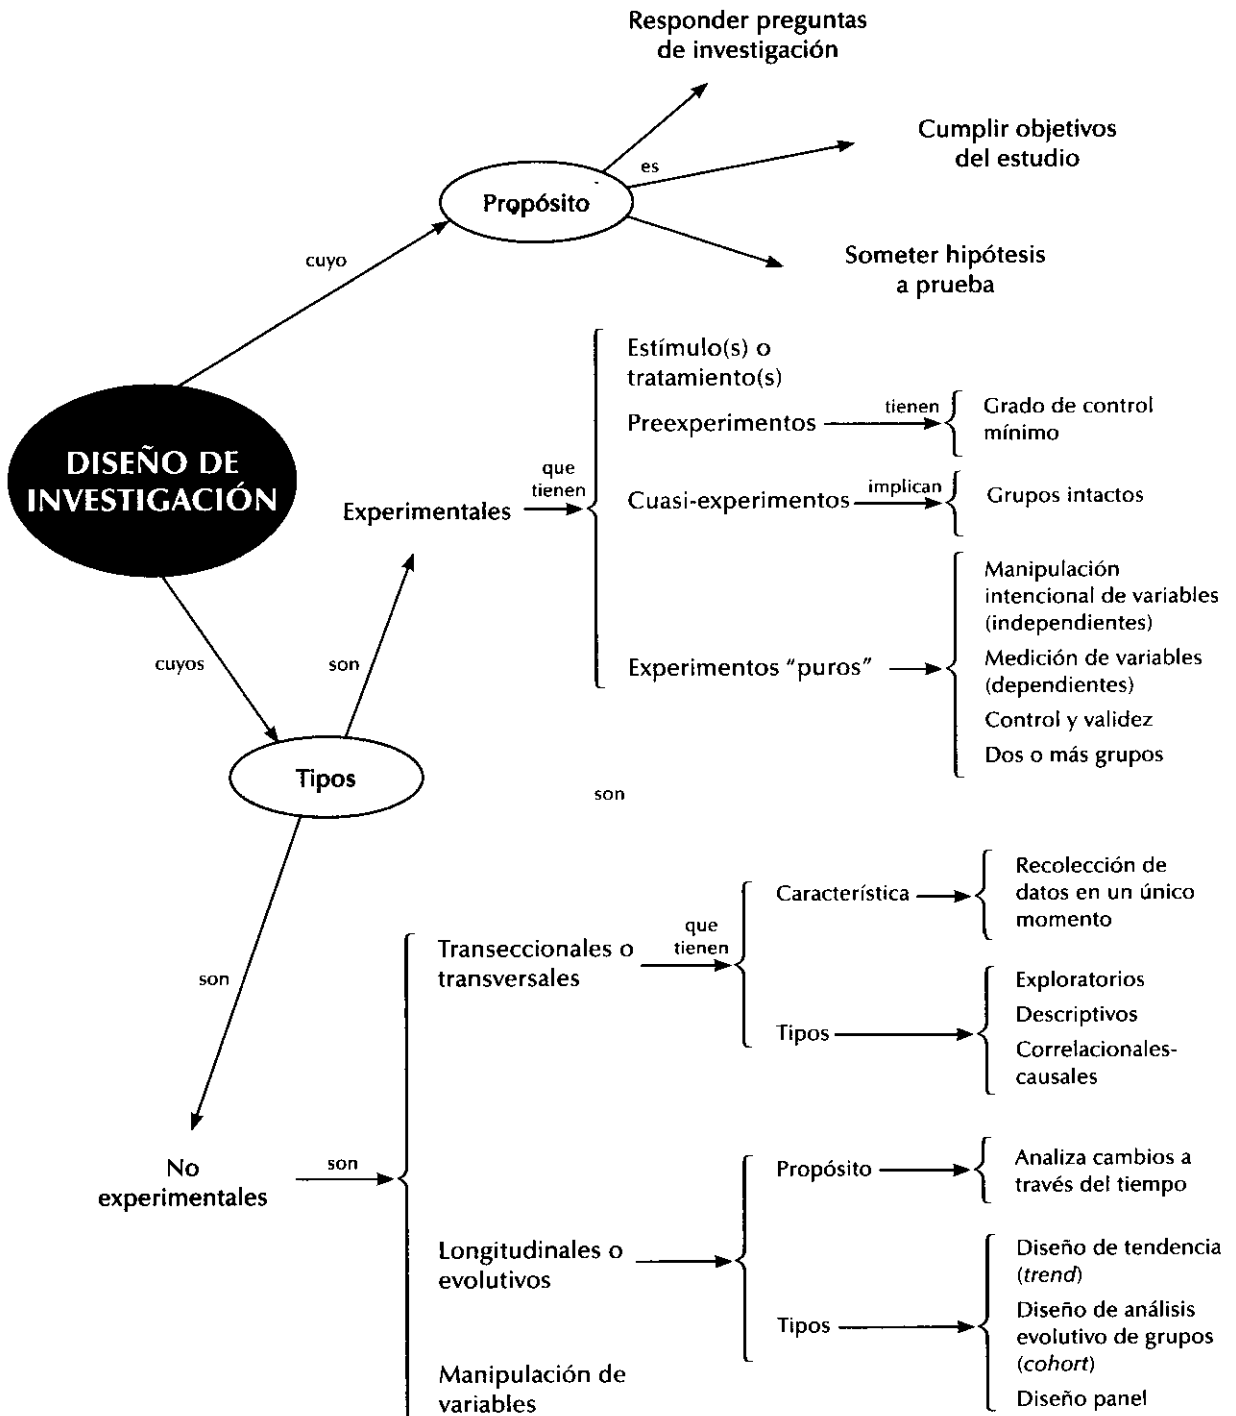 Responder preguntas
de investigación
Cumplir objetivos
del estudio
es
Propósito
Someter hipótesis
a prueba
cuyo
Estímulo(s) o
tratamiento(s)
Preexperimentos
tienen
Grado de control
mínimo
DISEÑO DE
INVESTIGACIÓN
Experimentales
que
tienen
Cuasi-experimentos
implican
Grupos intactos
Manipulación
intencional de variables
(independientes)
Experimentos “puros”
Medición de variables
(dependientes)
Control y validez
Dos o más grupos
cuyos
son
Tipos
son
son
Característica
Recolección de
datos en un único
momento
Transeccionales o
transversales
que
tienen
Tipos
Exploratorios
Descriptivos
Correlacionales-
causales
No
experimentales
son
Propósito
Analiza cambios a
través del tiempo
Longitudinales o
evolutivos
Tipos
Diseño de tendencia
(trend)
Diseño de análisis
evolutivo de grupos
(cohort)
Diseño panel
Manipulación de
variables